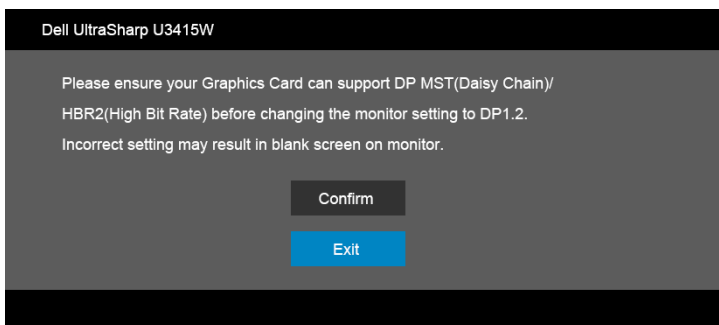 Dell UltraSharp U3415W
Please ensure your Graphics Card can support DP MST(Daisy Chain)/
HBR2(High Bit Rate) before changing the monitor setting to DP1.2.
Incorrect setting may result in blank screen on monitor.
Confirm
Exit